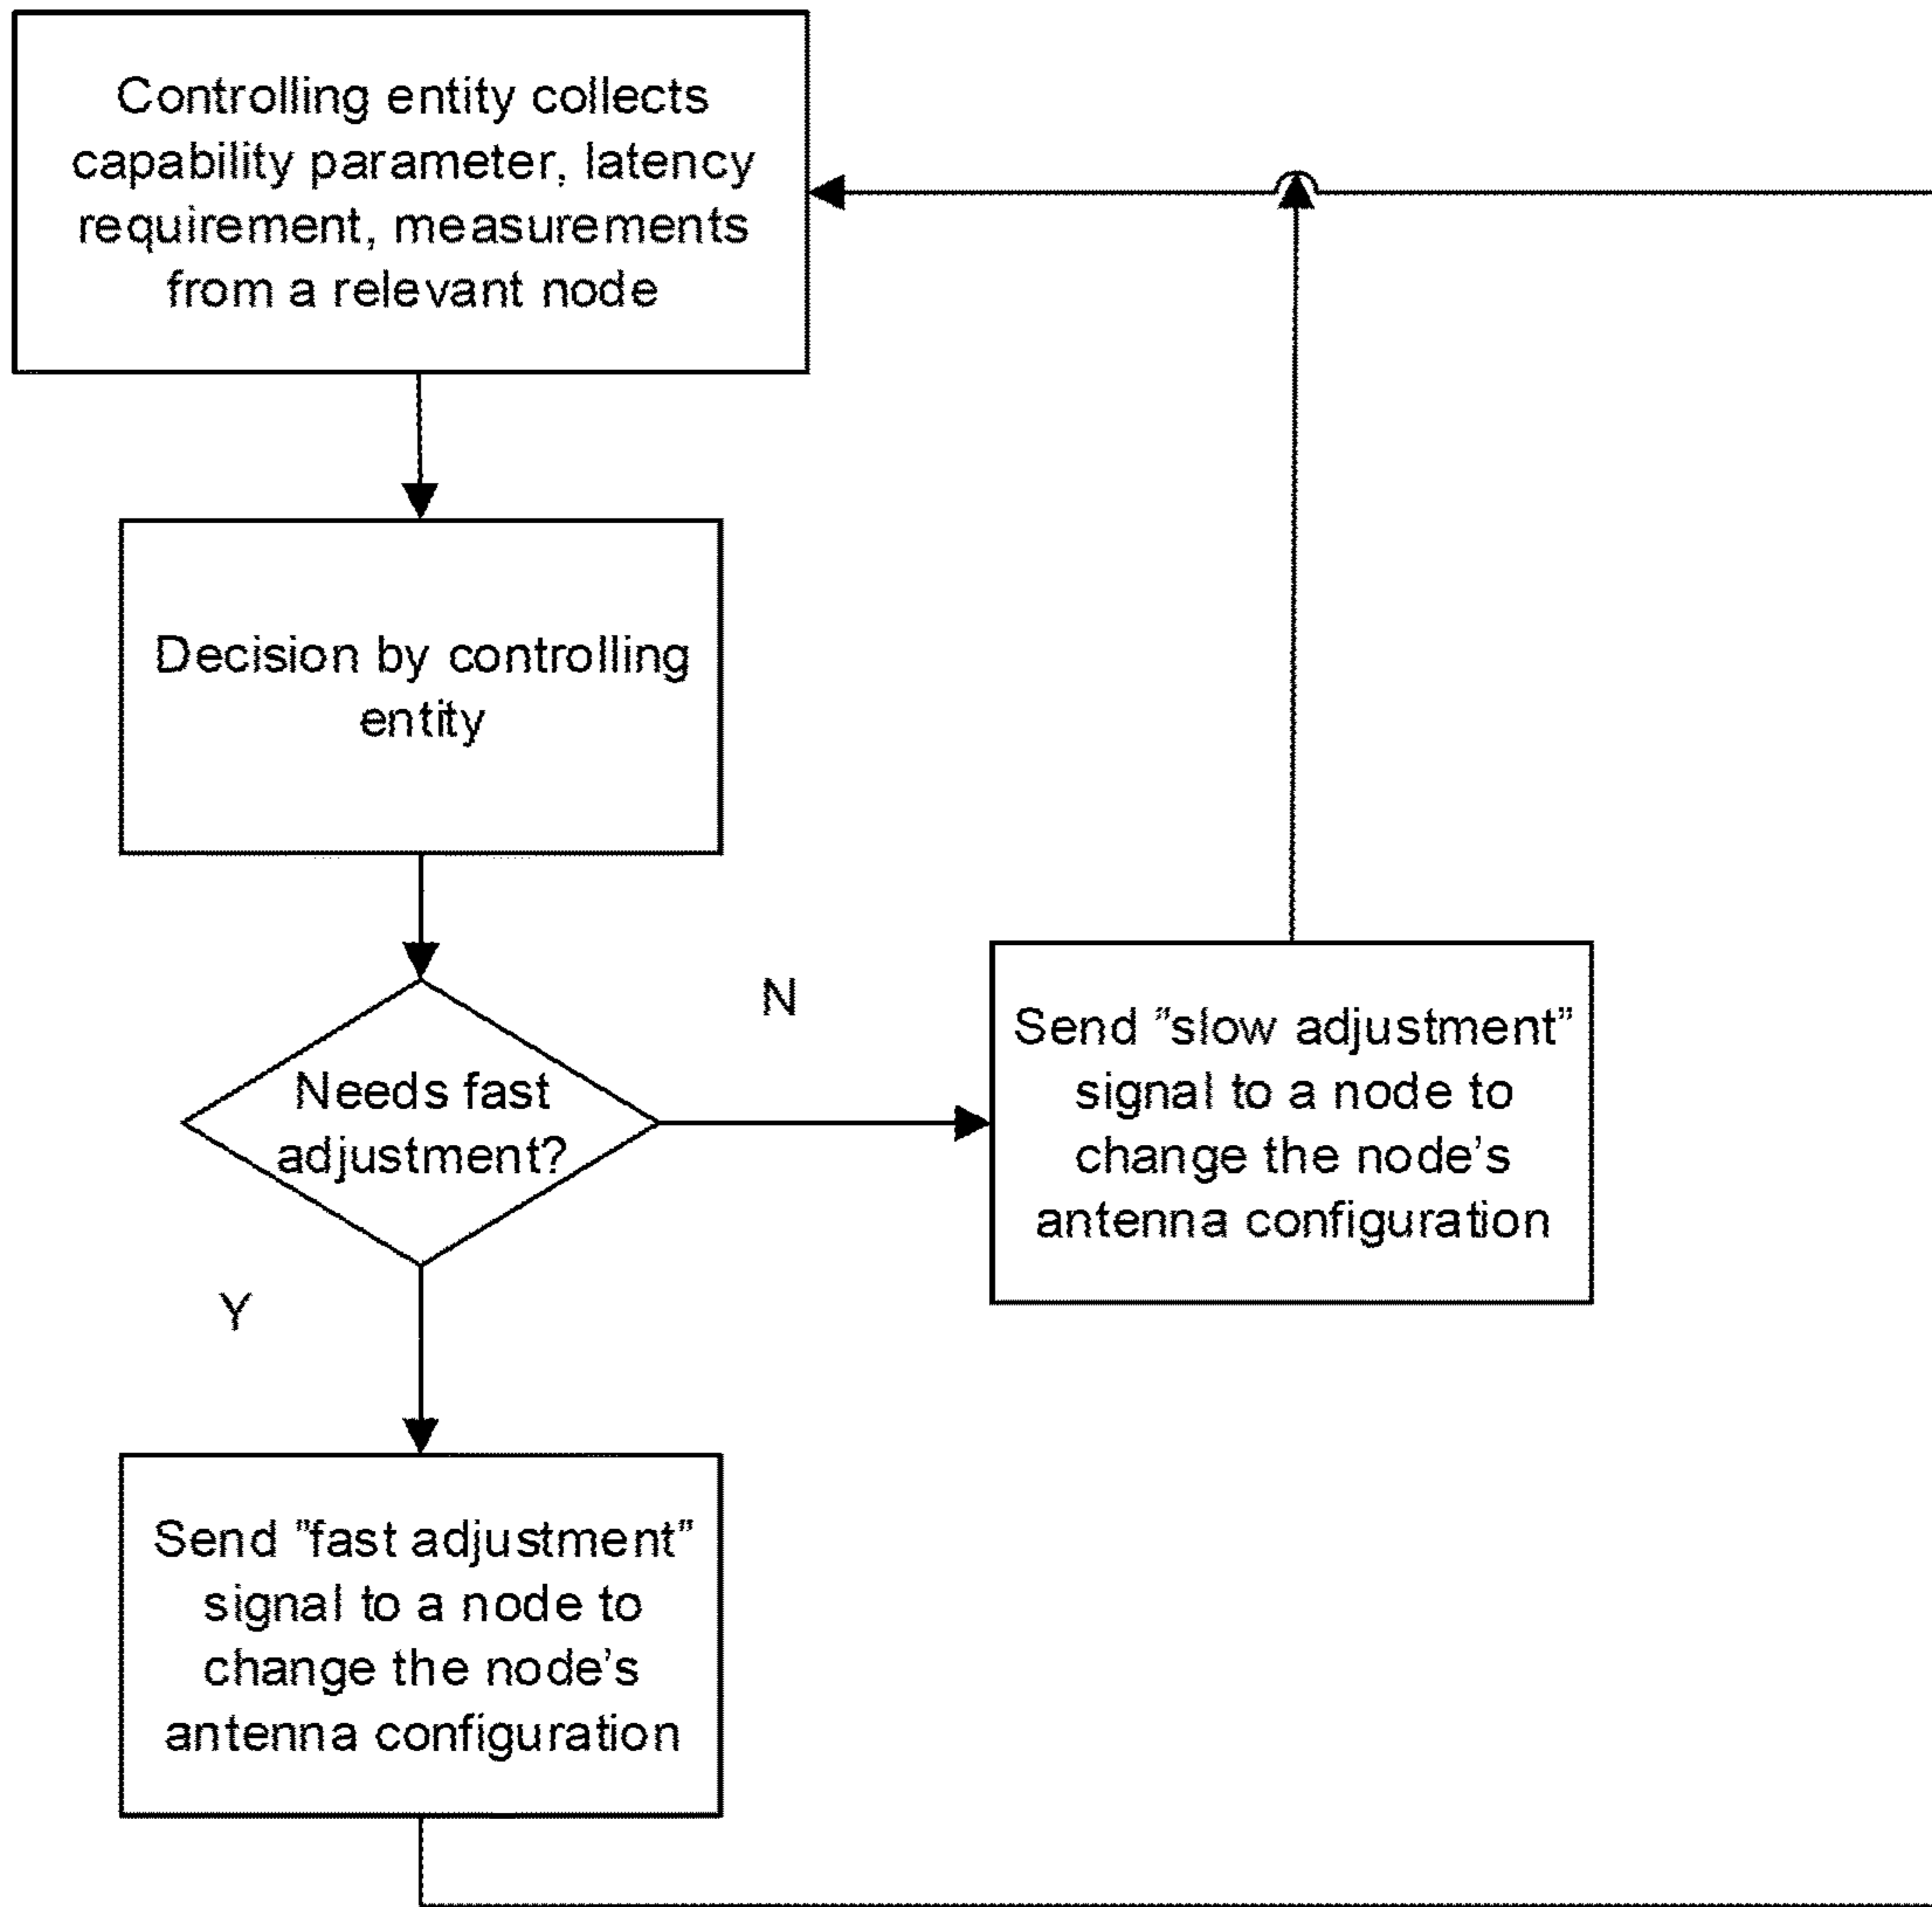 Controlling entity collects
capability parameter, latency
requirement, measurements
from a relevant node
Decision by controlling
entity
Needs fast
adjustment?
N
Send "slow adjustment"
signal to a node to
change the node's
antenna configuration
Y
Send "fast adjustment"
signal to a node to
change the node's
antenna configuration